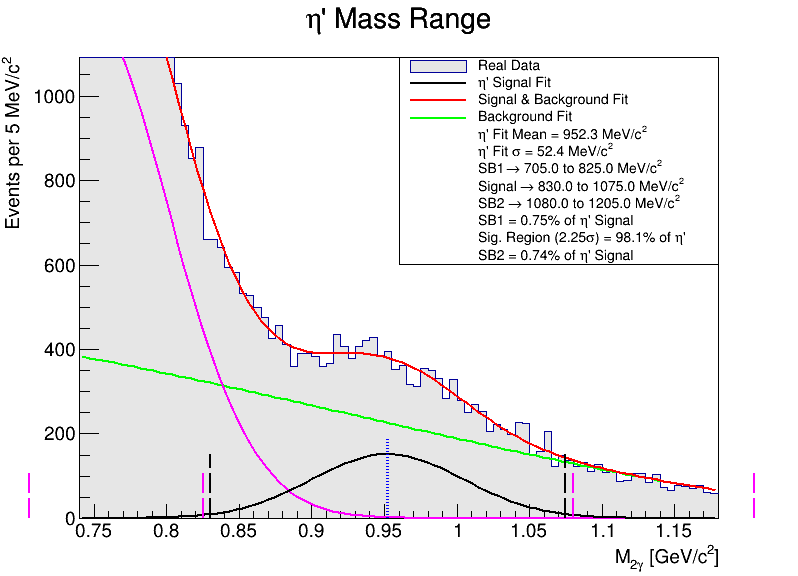 η' Mass Range
Events per 5 MeV/c²
1000
800
600
400
200
0
Real Data
η' Signal Fit
Signal & Background Fit
Background Fit
η' Fit Mean = 952.3 MeV/c²
η' Fit σ = 52.4 MeV/c²
SB1 → 705.0 to 825.0 MeV/c²
Signal → 830.0 to 1075.0 MeV/c²
SB2 → 1080.0 to 1205.0 MeV/c²
SB1 = 0.75% of η' Signal
Sig. Region (2.25σ) = 98.1% of η'
SB2 = 0.74% of η' Signal
0.75 0.8 0.85 0.9 0.95 1 1.05 1.1 1.15
M2γ [GeV/c²]